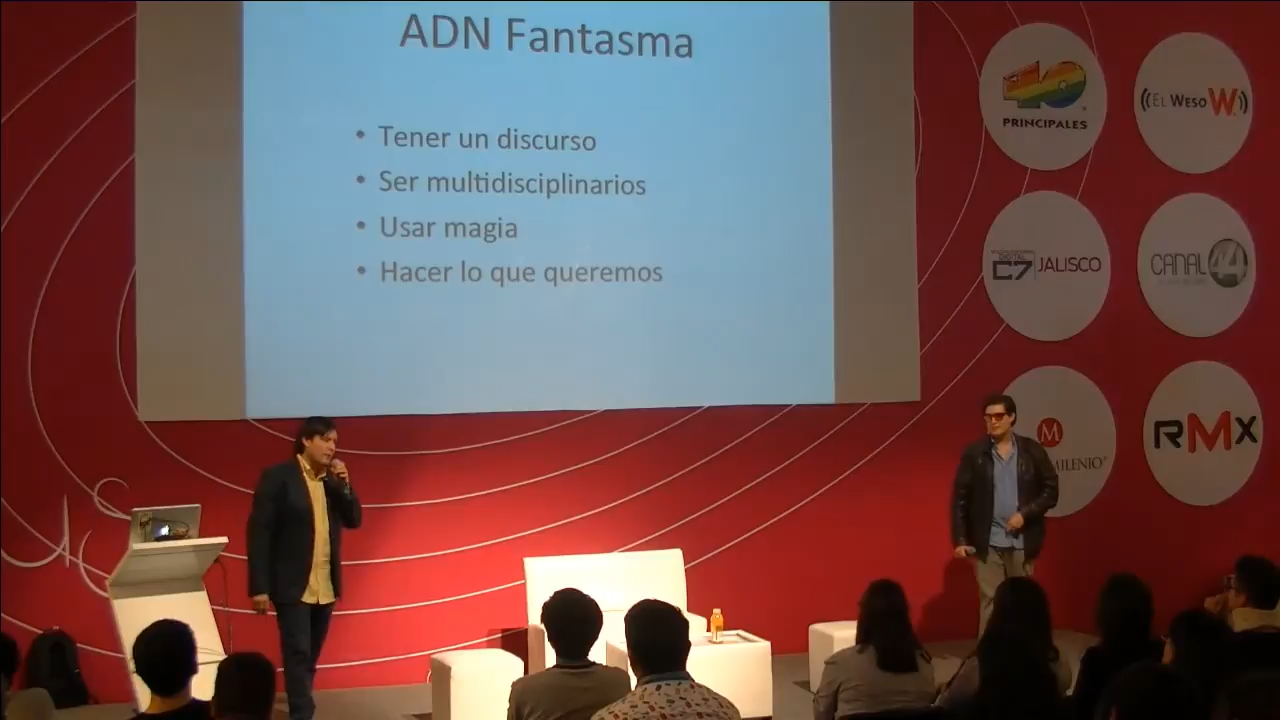 ADN Fantasma
• Tener un discurso
• Ser multidisciplinarios
• Usar magia
• Hacer lo que queremos
40
PRINCIPALES
EL WESO W
C7 JALISCO
CANAL 44
M
MILENIO
RMX